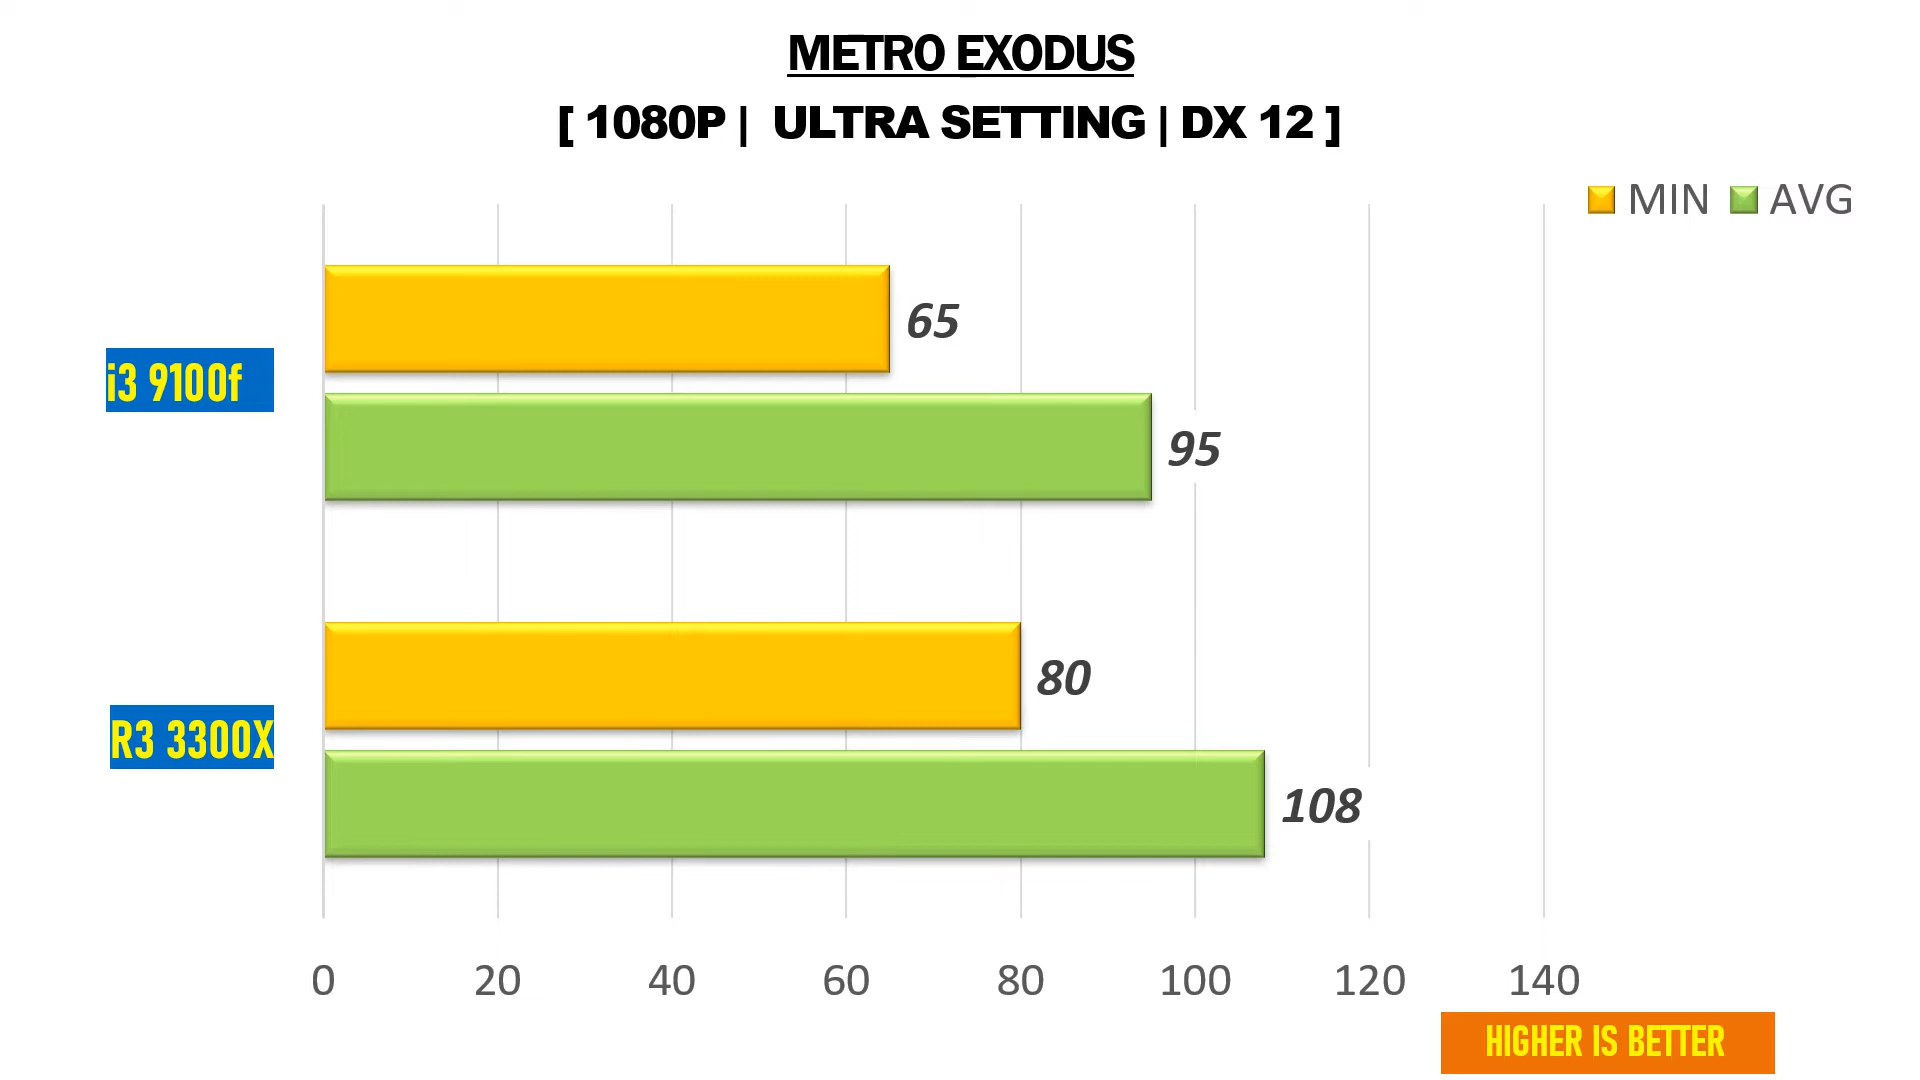 METRO EXODUS
[ 1080P | ULTRA SETTING | DX 12 ]
MIN AVG
65
i3 9100f
95
80
R3 3300X
108
0 20 40 60 80 100 120 140
HIGHER IS BETTER